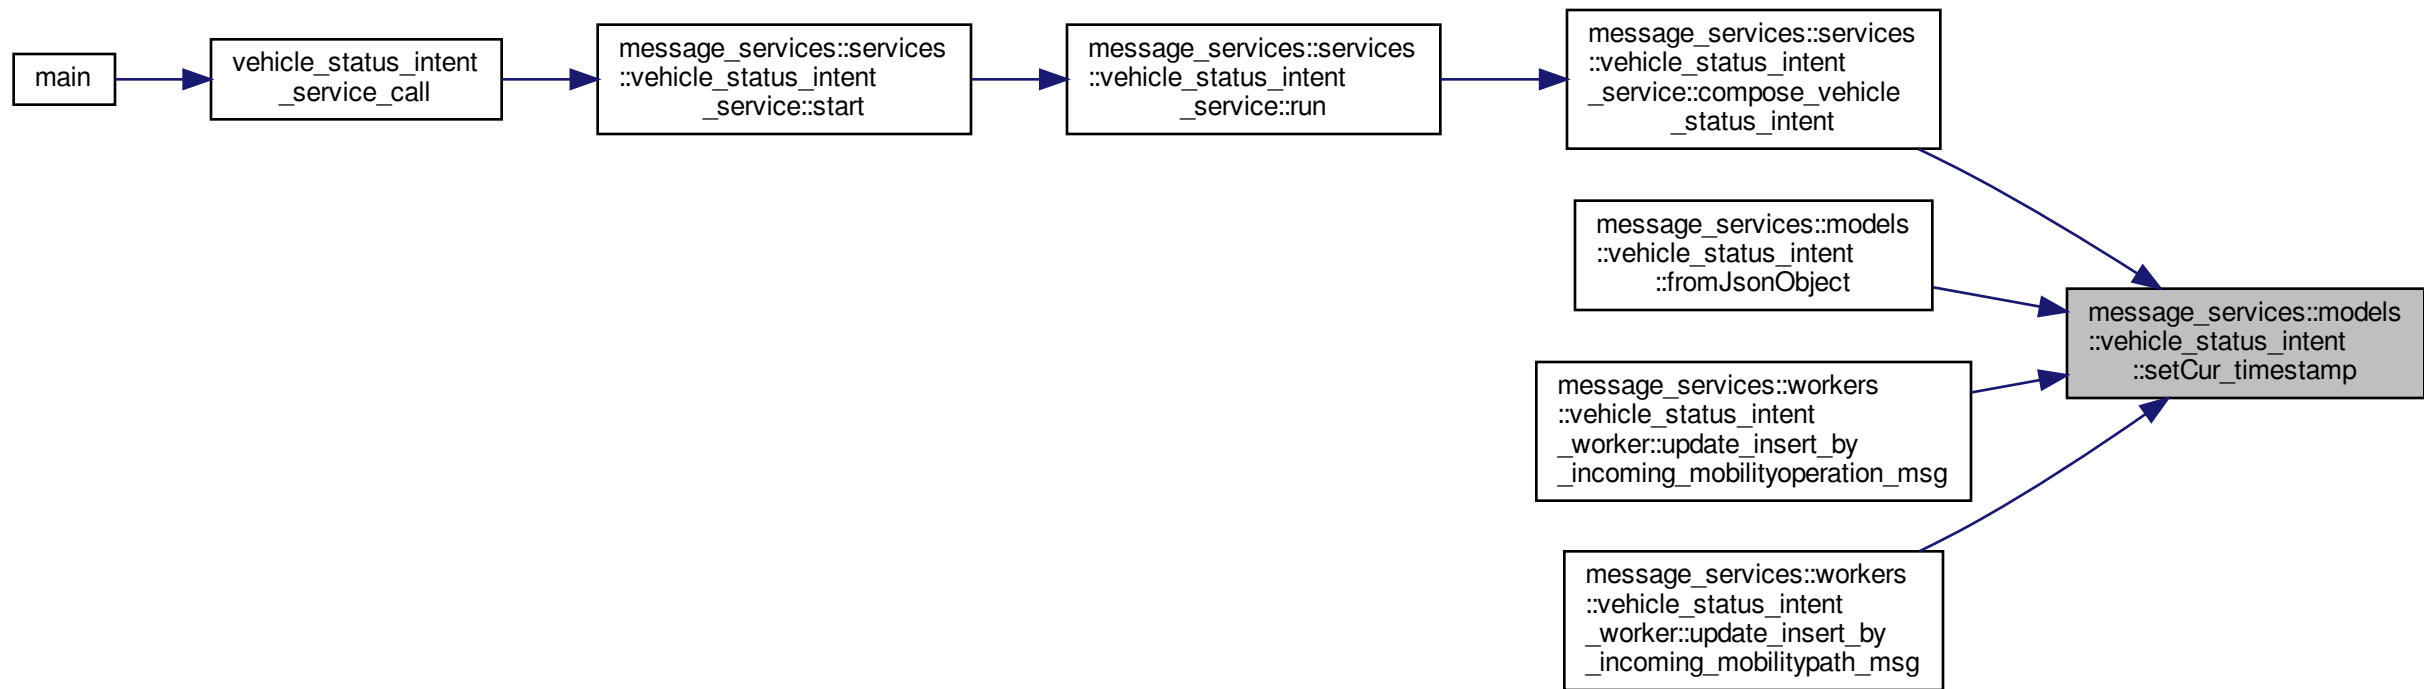 main
vehicle_status_intent
_service_call
message_services::services
::vehicle_status_intent
_service::start
message_services::services
::vehicle_status_intent
_service::run
message_services::services
::vehicle_status_intent
_service::compose_vehicle
_status_intent
message_services::models
::vehicle_status_intent
::fromJsonObject
message_services::workers
::vehicle_status_intent
_worker::update_insert_by
_incoming_mobilityoperation_msg
message_services::workers
::vehicle_status_intent
_worker::update_insert_by
_incoming_mobilitypath_msg
message_services::models
::vehicle_status_intent
::setCur_timestamp